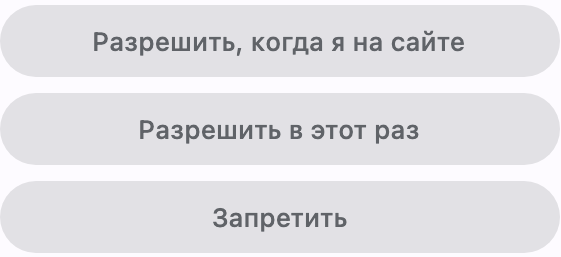 Разрешить, когда я на сайте
Разрешить в этот раз
Запретить